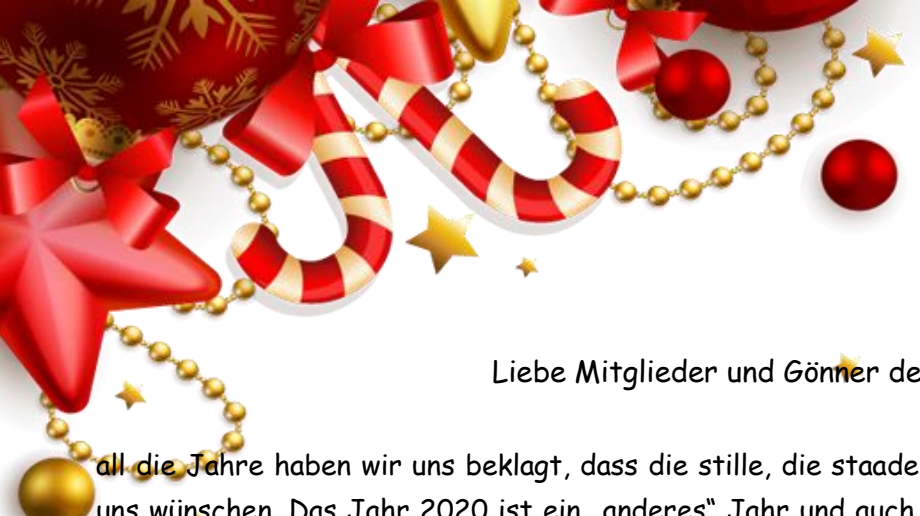 Liebe Mitglieder und Gönner de
all die Jahre haben wir uns beklagt, dass die stille, die staade
uns wünschen. Das Jahr 2020 ist ein „anderes“ Jahr und auch